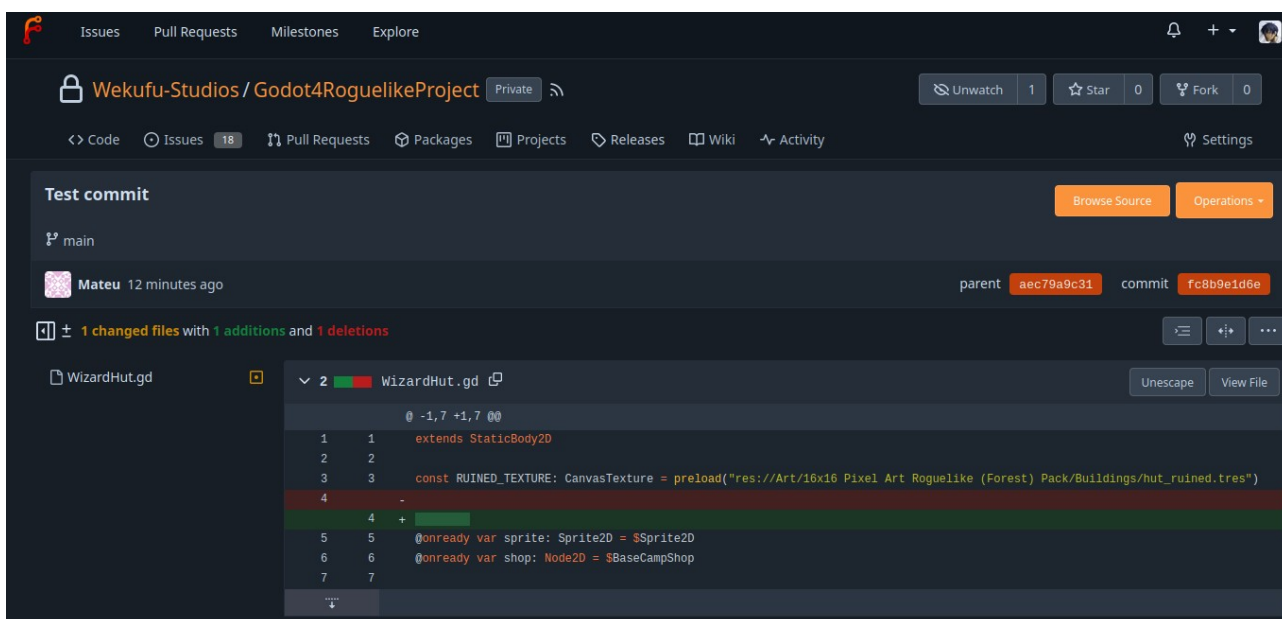 Issues Pull Requests Milestones Explore
Wekufu-Studios / Godot4RoguelikeProject Private Unwatch 1 Star 0 Fork 0
Code Issues 18 Pull Requests Packages Projects Releases Wiki Activity Settings
Test commit
Browse Source Operations
main
Mateu 12 minutes ago parent aec79a9c31 commit fc8b9e1d6e
1 changed files with 1 additions and 1 deletions
WizardHut.gd
2 WizardHut.gd Unescape View File
@ -1,7 +1,7 @@
1 1 extends StaticBody2D
2 2
3 3 const RUINED_TEXTURE: CanvasTexture = preload("res://Art/16x16 Pixel Art Roguelike (Forest) Pack/Buildings/hut_ruined.tres")
4 -
4 +
5 5 @onready var sprite: Sprite2D = $Sprite2D
6 6 @onready var shop: Node2D = $BaseCampShop
7 7